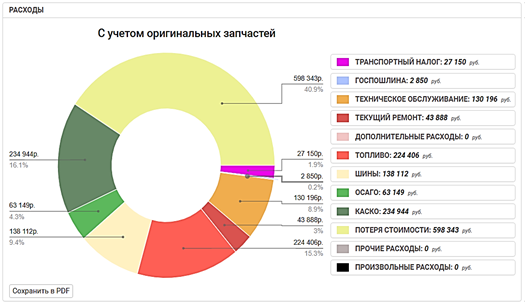 РАСХОДЫ
С учетом оригинальных запчастей
598 343р.
40.9%
27 150р.
1.9%
2 850р.
0.2%
130 196р.
8.9%
43 888р.
3%
224 406р.
15.3%
138 112р.
9.4%
63 149р.
4.3%
234 944р.
16.1%
ТРАНСПОРТНЫЙ НАЛОГ: 27 150 руб.
ГОСПОШЛИНА: 2 850 руб.
ТЕХНИЧЕСКОЕ ОБСЛУЖИВАНИЕ: 130 196 руб.
ТЕКУЩИЙ РЕМОНТ: 43 888 руб.
ДОПОЛНИТЕЛЬНЫЕ РАСХОДЫ: 0 руб.
ТОПЛИВО: 224 406 руб.
ШИНЫ: 138 112 руб.
ОСАГО: 63 149 руб.
КАСКО: 234 944 руб.
ПОТЕРЯ СТОИМОСТИ: 598 343 руб.
ПРОЧИЕ РАСХОДЫ: 0 руб.
ПРОИЗВОЛЬНЫЕ РАСХОДЫ: 0 руб.
Сохранить в PDF